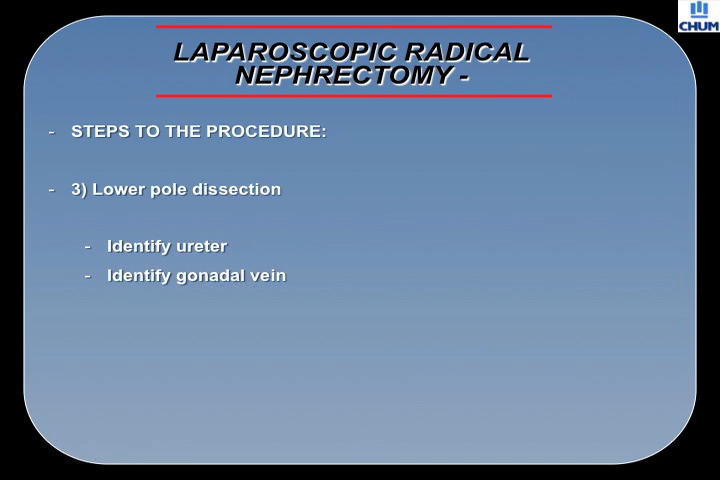 CHUM
LAPAROSCOPIC RADICAL
NEPHRECTOMY -
- STEPS TO THE PROCEDURE:
- 3) Lower pole dissection
- Identify ureter
- Identify gonadal vein